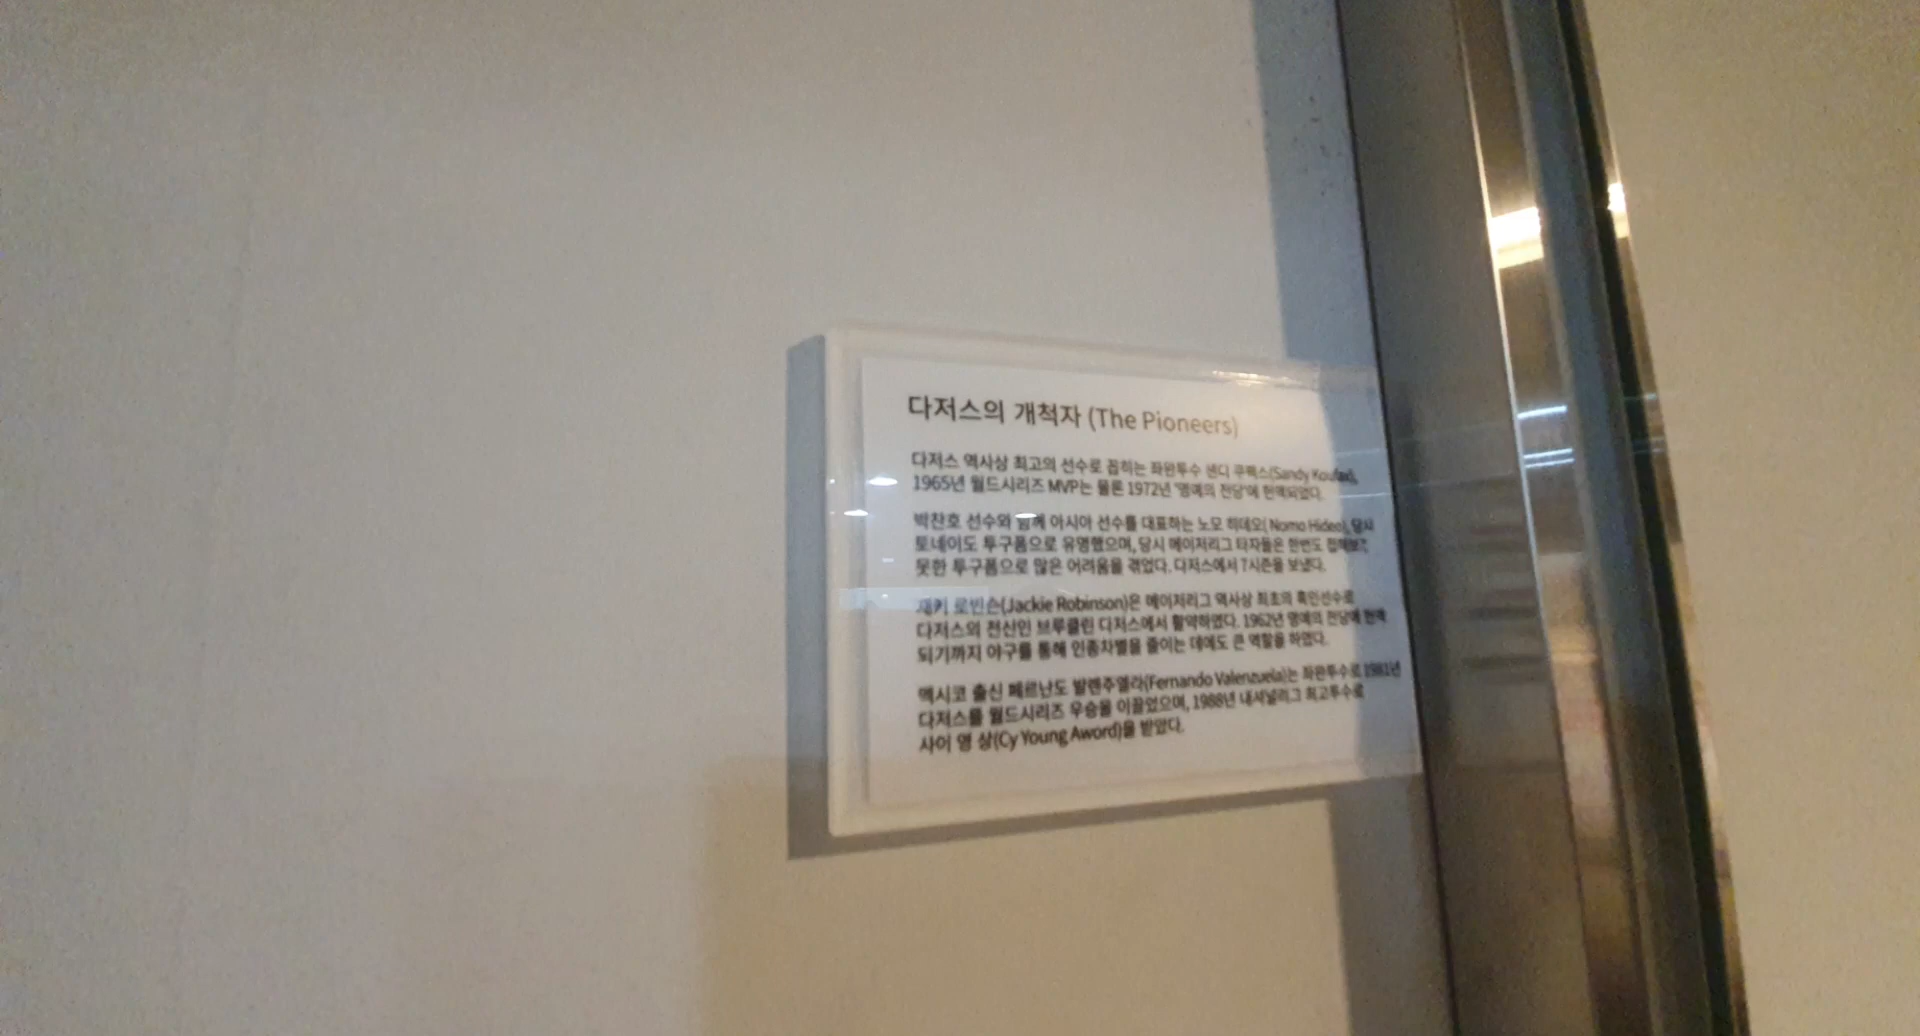 다저스의 개척자 (The Pioneers)
다저스 역사상 최고의 선수로 꼽히는 좌완투수 샌디 쿠팩스(Sandy Koufax),
1965년 월드시리즈 MVP는 물론 1972년 '명예의 전당'에 헌액되었다.
박찬호 선수와 함께 아시아 선수를 대표하는 노모 히데오( Nomo Hideo), 당시
토네이도 투구폼으로 유명했으며, 당시 메이저리그 타자들은 한번도 접해보지
못한 투구폼으로 많은 어려움을 겪었다. 다저스에서 7시즌을 보냈다.
재키 로빈슨(Jackie Robinson)은 메이저리그 역사상 최초의 흑인선수로
다저스의 전신인 브루클린 다저스에서 활약하였다. 1962년 명예의 전당에 헌액
되기까지 야구를 통해 인종차별을 줄이는 데에도 큰 역할을 하였다.
멕시코 출신 페르난도 발렌주엘라(Fernando Valenzuela)는 좌완투수로 1981년
다저스를 월드시리즈 우승을 이끌었으며, 1988년 내셔널리그 최고투수로
사이 영 상(Cy Young Aword)을 받았다.